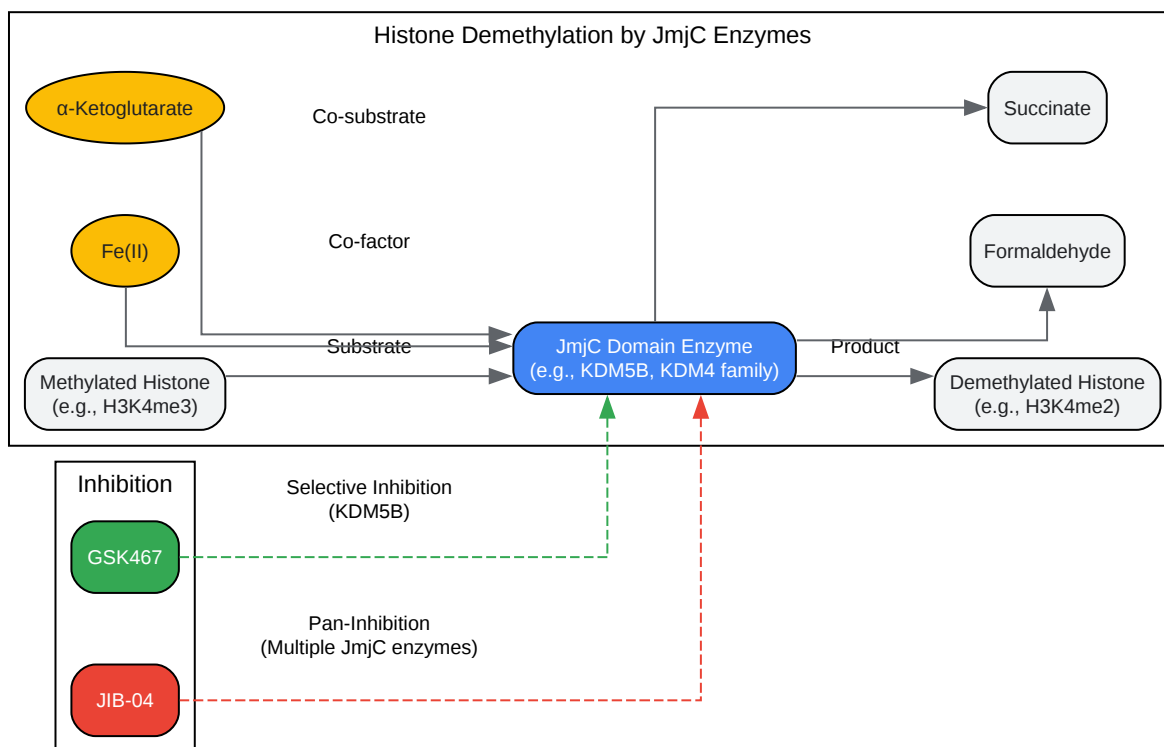 Histone Demethylation by JmjC Enzymes
α-Ketoglutarate
Co-substrate
Succinate
Fe(II)
Co-factor
Formaldehyde
Substrate
JmjC Domain Enzyme
(e.g., KDM5B, KDM4 family)
Product
Methylated Histone
(e.g., H3K4me3)
Demethylated Histone
(e.g., H3K4me2)
Inhibition
Selective Inhibition
(KDM5B)
GSK467
Pan-Inhibition
(Multiple JmjC enzymes)
JIB-04